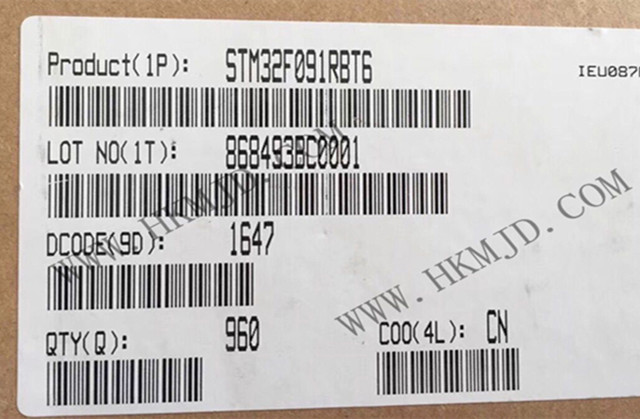 Product(1P): STM32F091RBT6
LOT NO(1T): 868493BC0001
DCODE(9D): 1647
QTY(Q): 960
COO(4L): CN
WWW.HKMJD.COM
WWW.HKMJD.COM